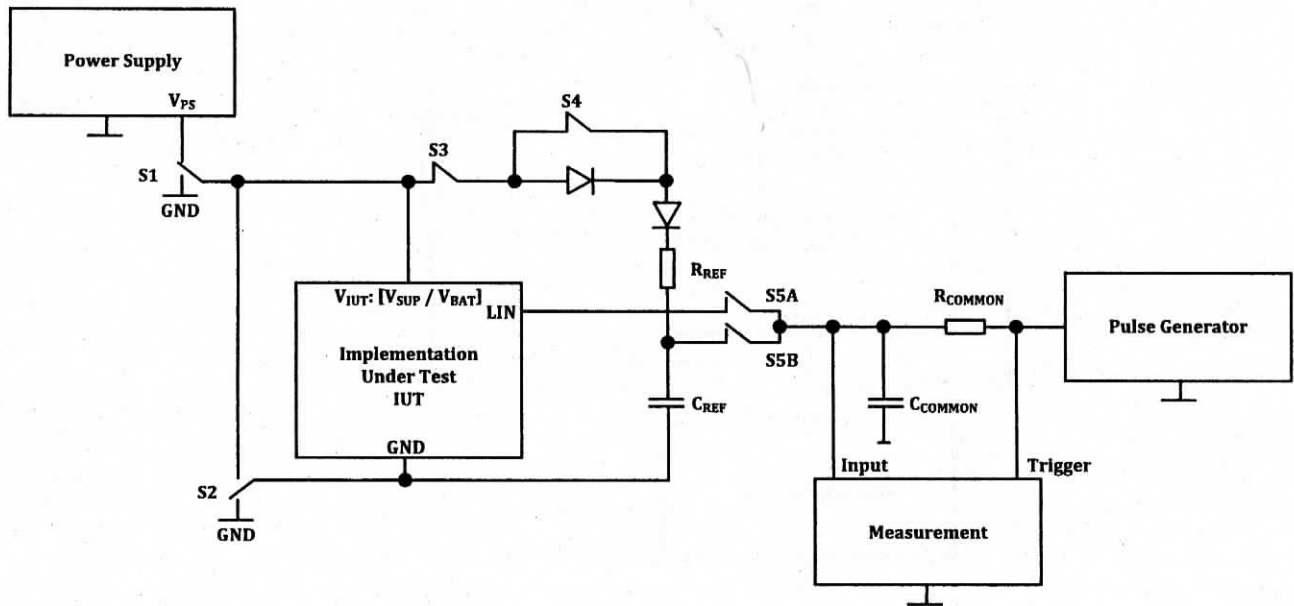 Power Supply
VPS
S1
GND
S3
S4
RREF
VIUT: [VSUP / VBAT]
LIN
Implementation
Under Test
IUT
GND
S5A
S5B
RCOMMON
Pulse Generator
CREF
CCOMMON
Input
Trigger
S2
GND
Measurement